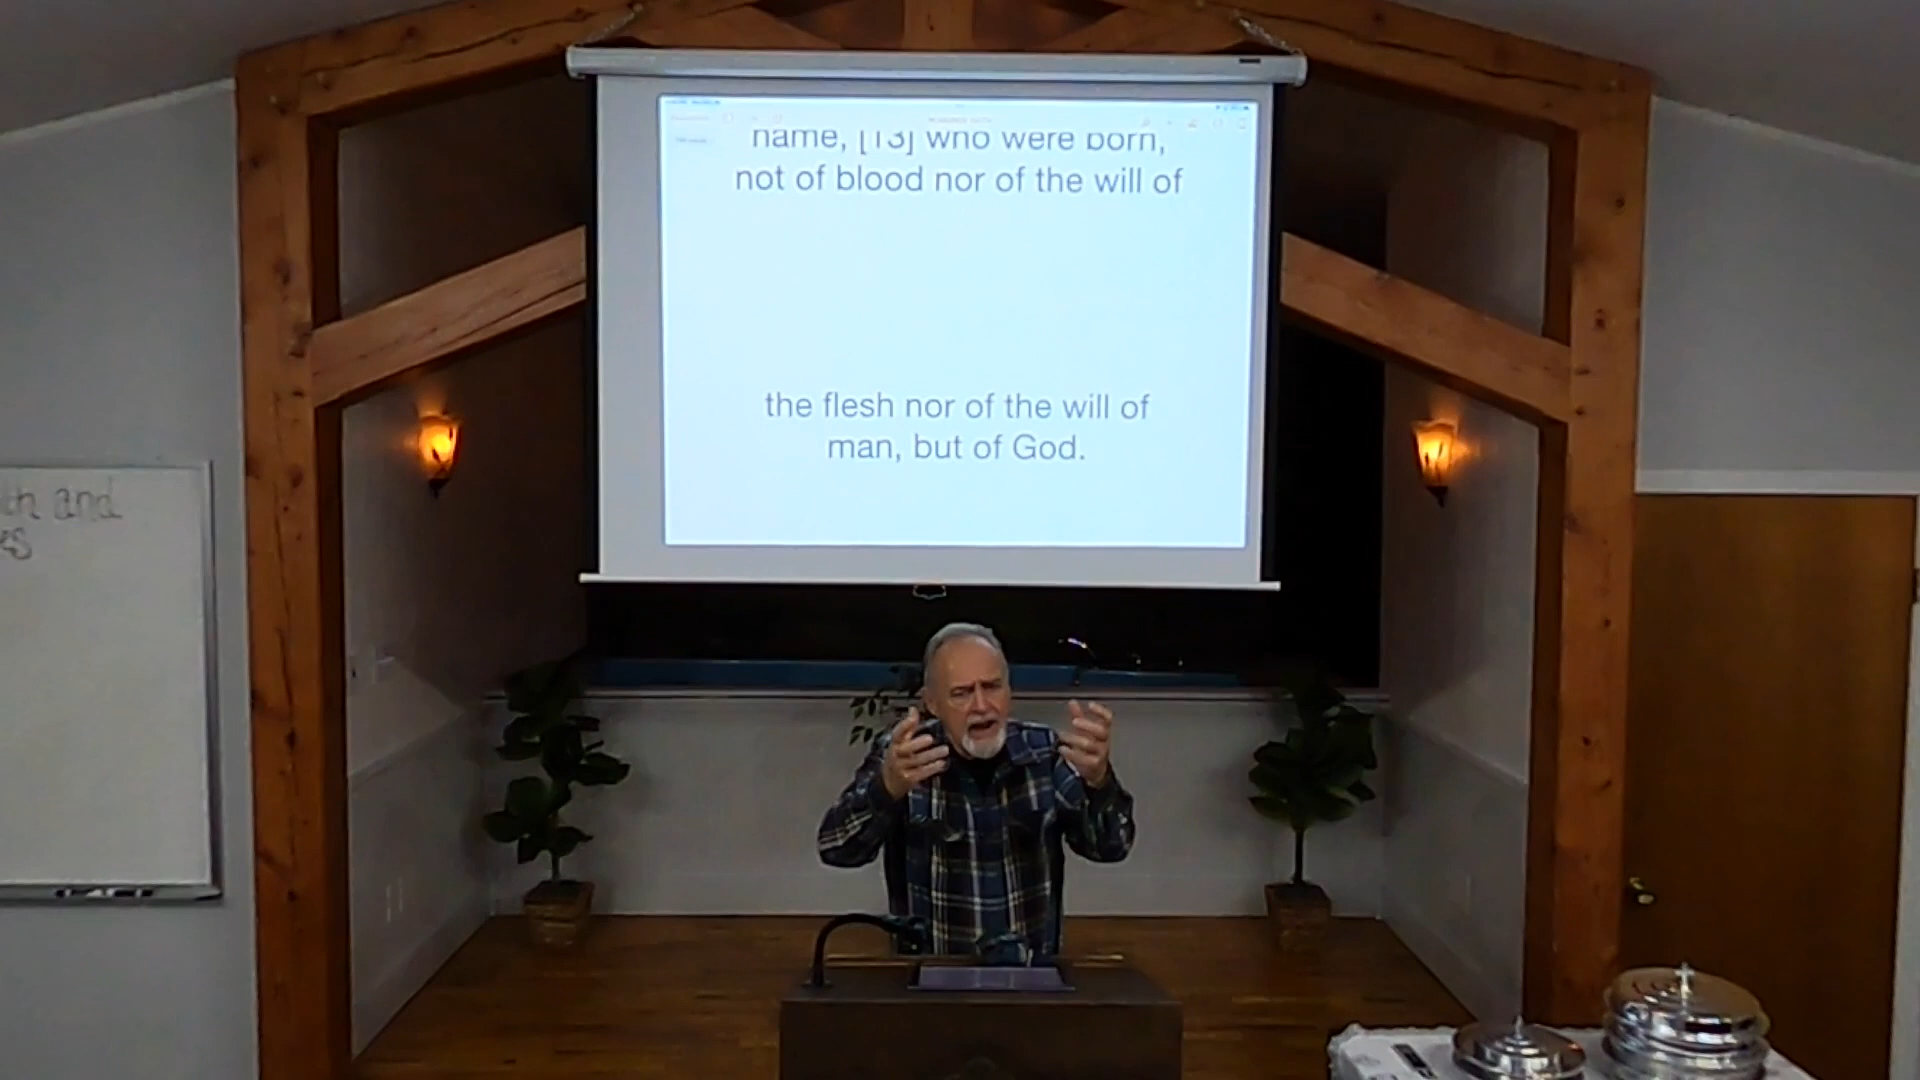 name, [13] who were born,
not of blood nor of the will of
the flesh nor of the will of
man, but of God.
and